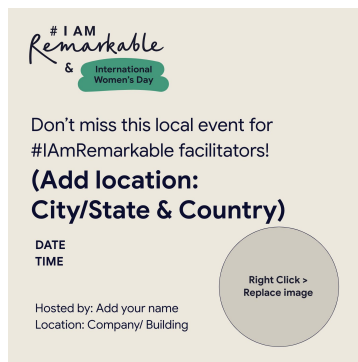 # I AM
Remarkable
&
International
Women's Day
Don't miss this local event for
#IAmRemarkable facilitators!
(Add location:
City/State & Country)
DATE
TIME
Right Click >
Replace image
Hosted by: Add your name
Location: Company/ Building